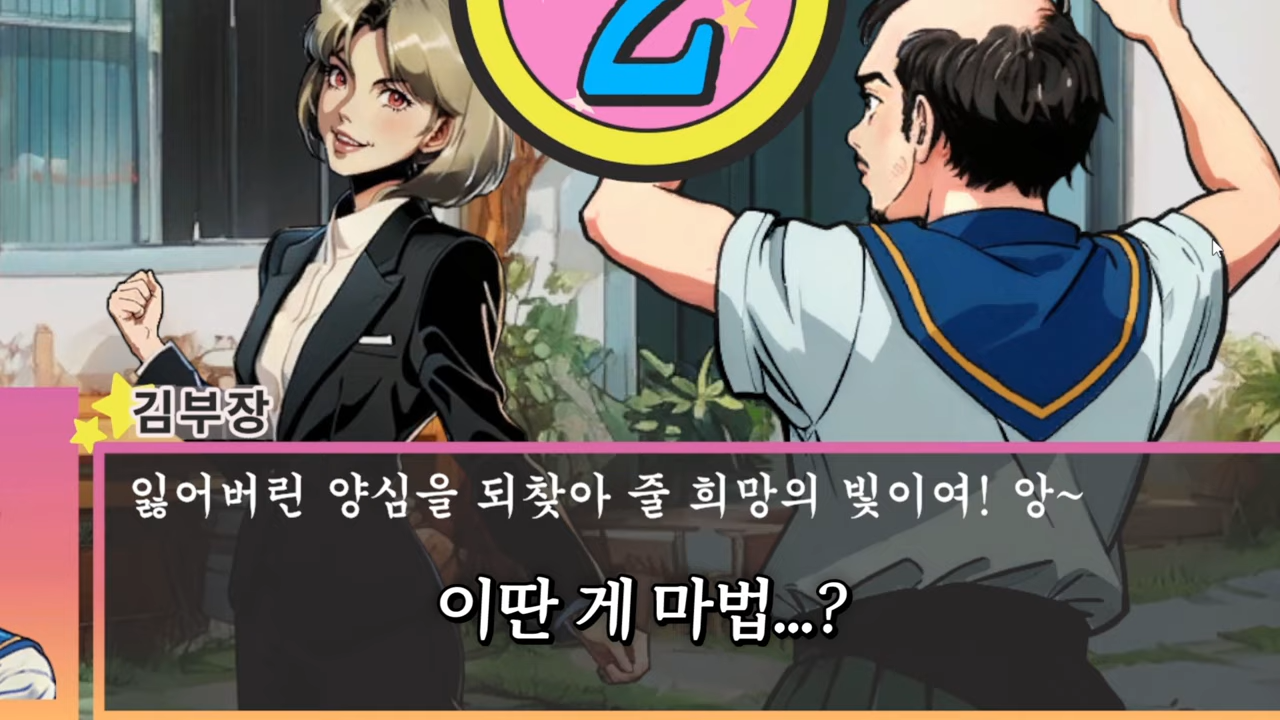 2
김부장
잃어버린 양심을 되찾아 줄 희망의 빛이여! 앙~
이딴 게 마법...?